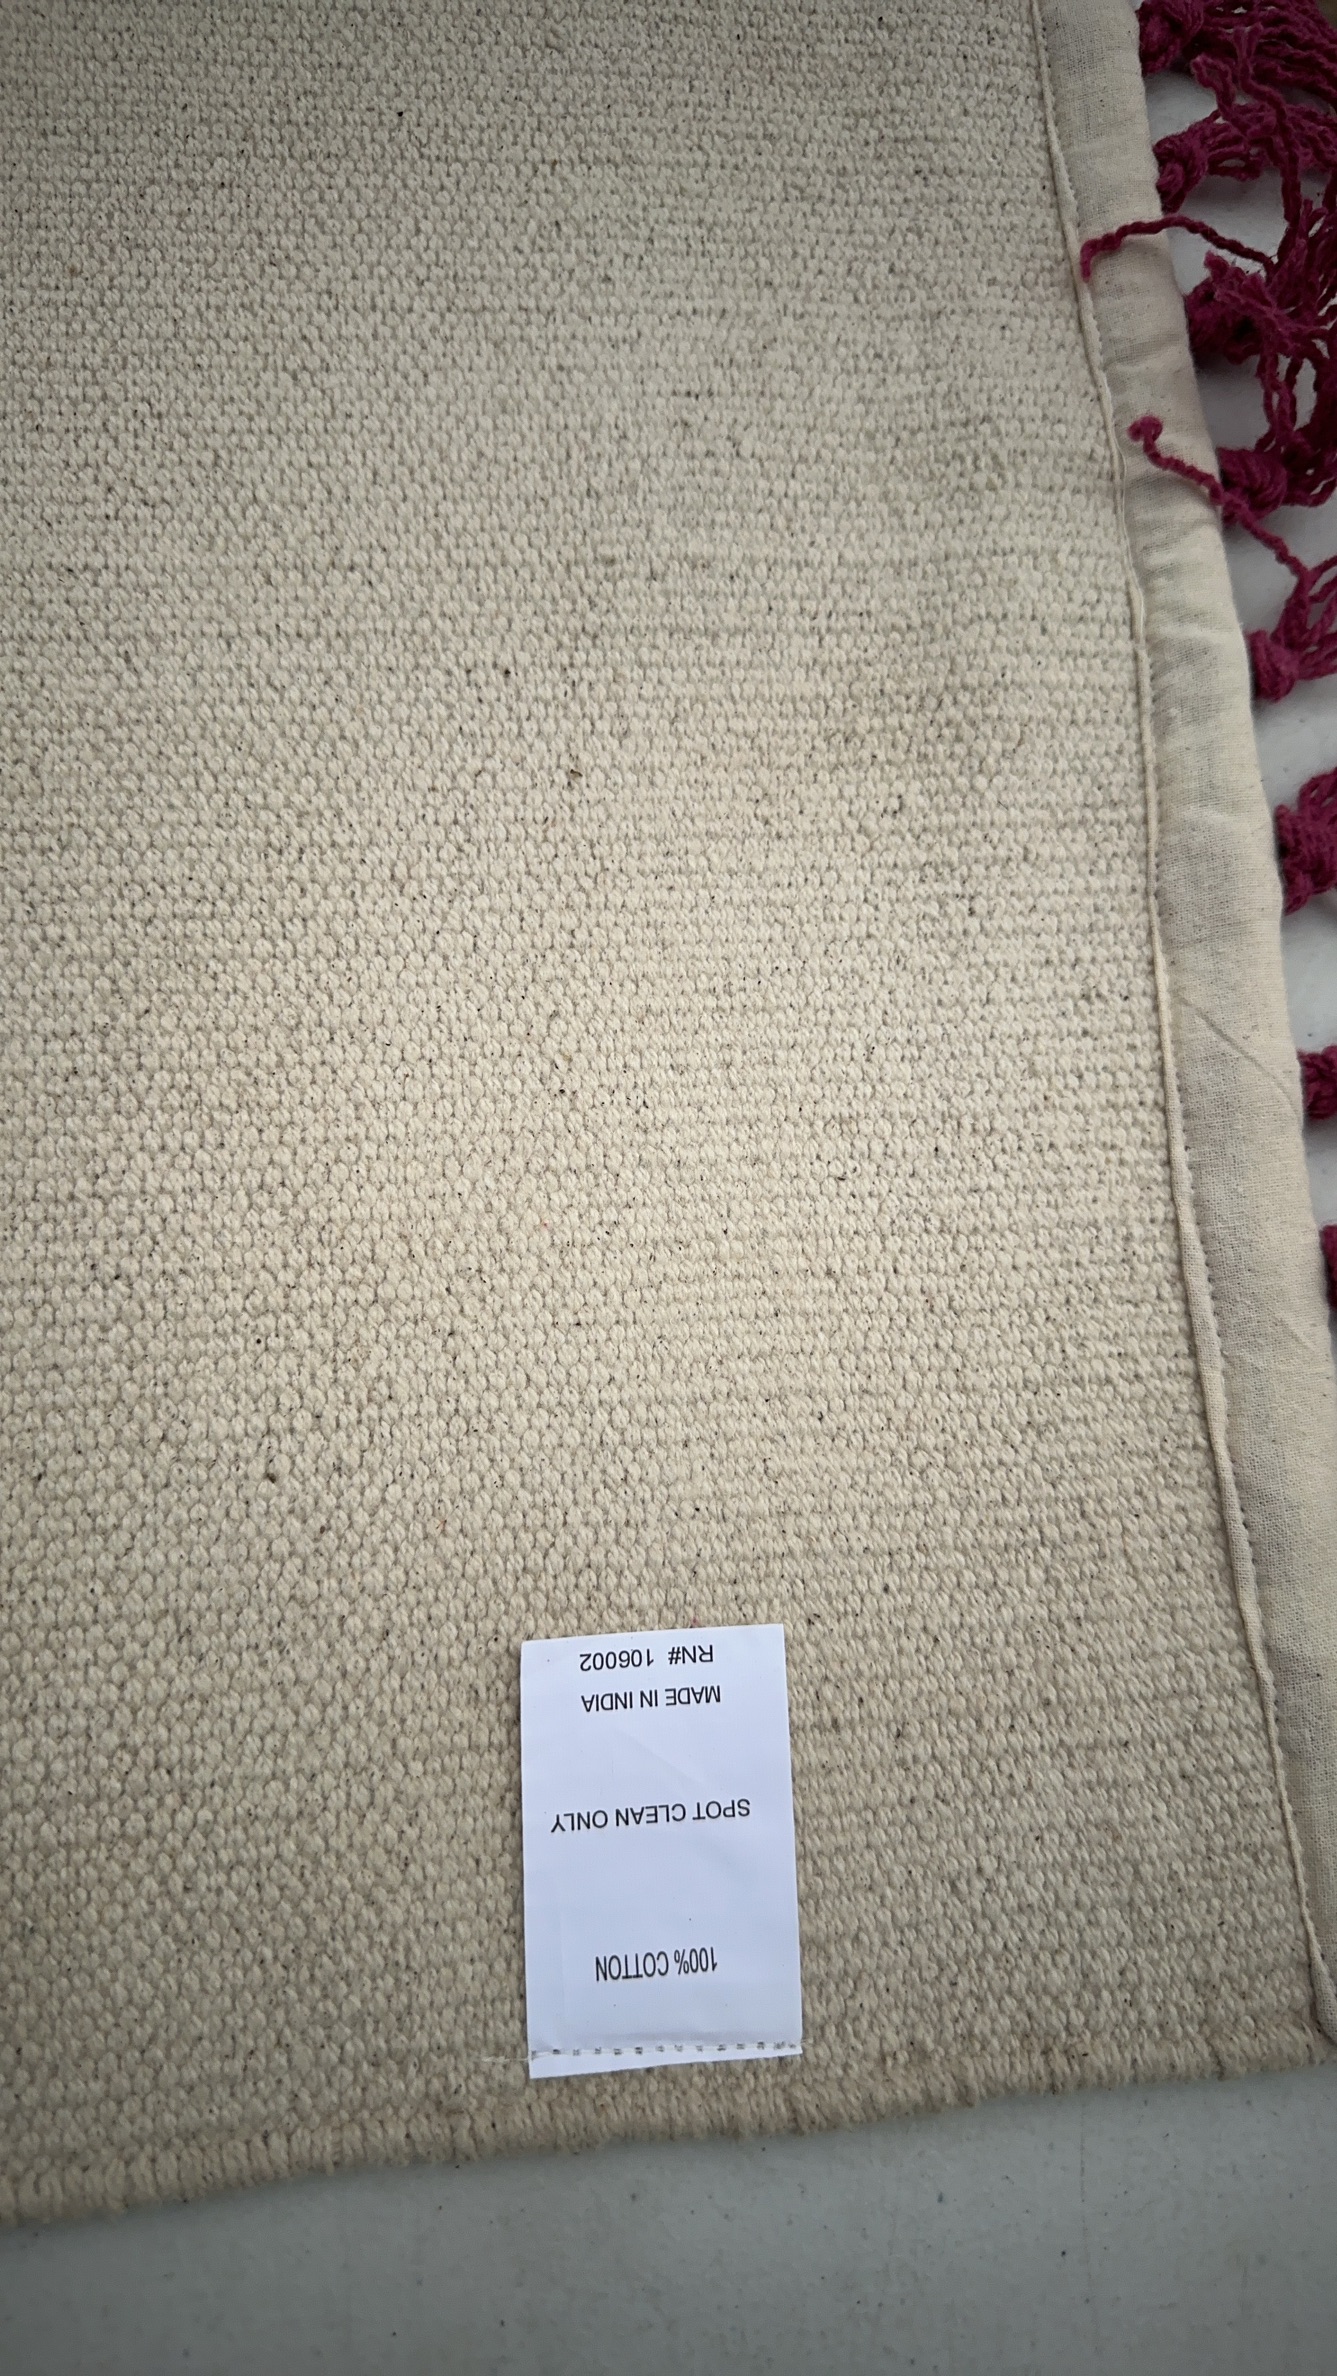 100% COTTON
SPOT CLEAN ONLY
MADE IN INDIA
RN# 106002